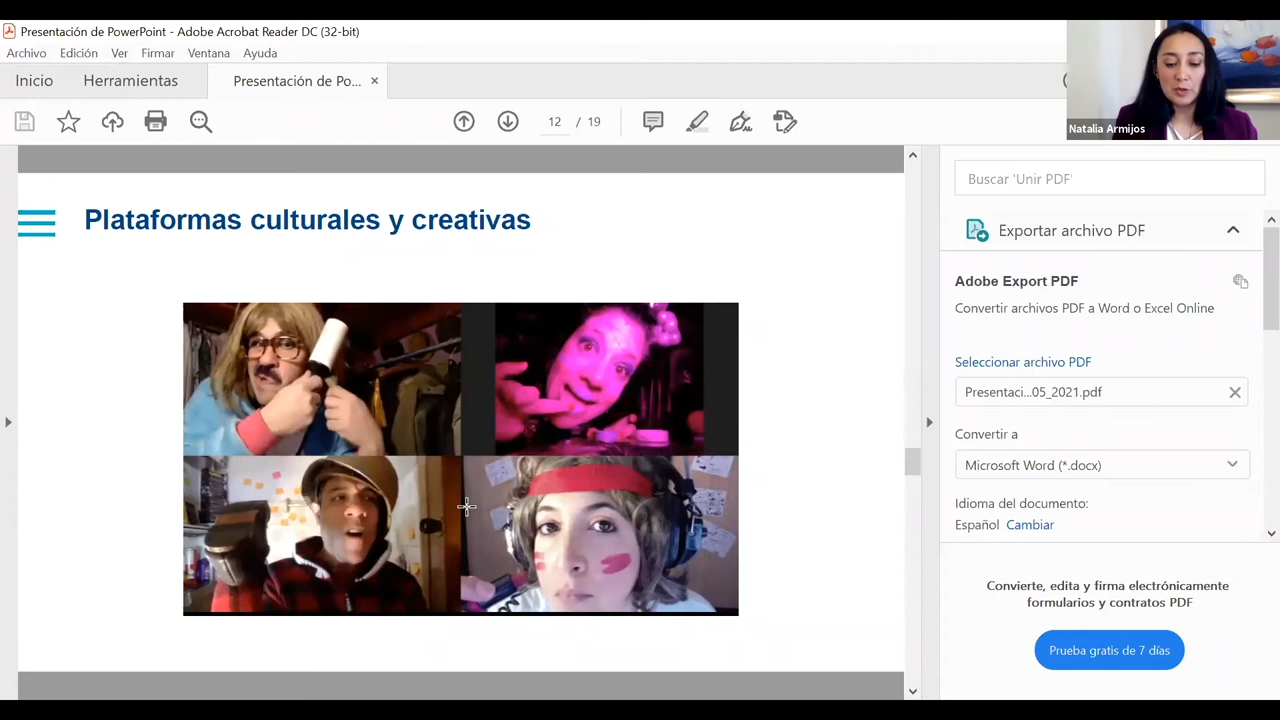 Presentación de PowerPoint - Adobe Acrobat Reader DC (32-bit)
Archivo Edición Ver Firmar Ventana Ayuda
Inicio Herramientas Presentación de Po... ×
12 / 19
Natalia Armijos
Plataformas culturales y creativas
Buscar 'Unir PDF'
Exportar archivo PDF
Adobe Export PDF
Convertir archivos PDF a Word o Excel Online
Seleccionar archivo PDF
Presentaci...05_2021.pdf
Convertir a
Microsoft Word (*.docx)
Idioma del documento:
Español Cambiar
Convierte, edita y firma electrónicamente
formularios y contratos PDF
Prueba gratis de 7 días